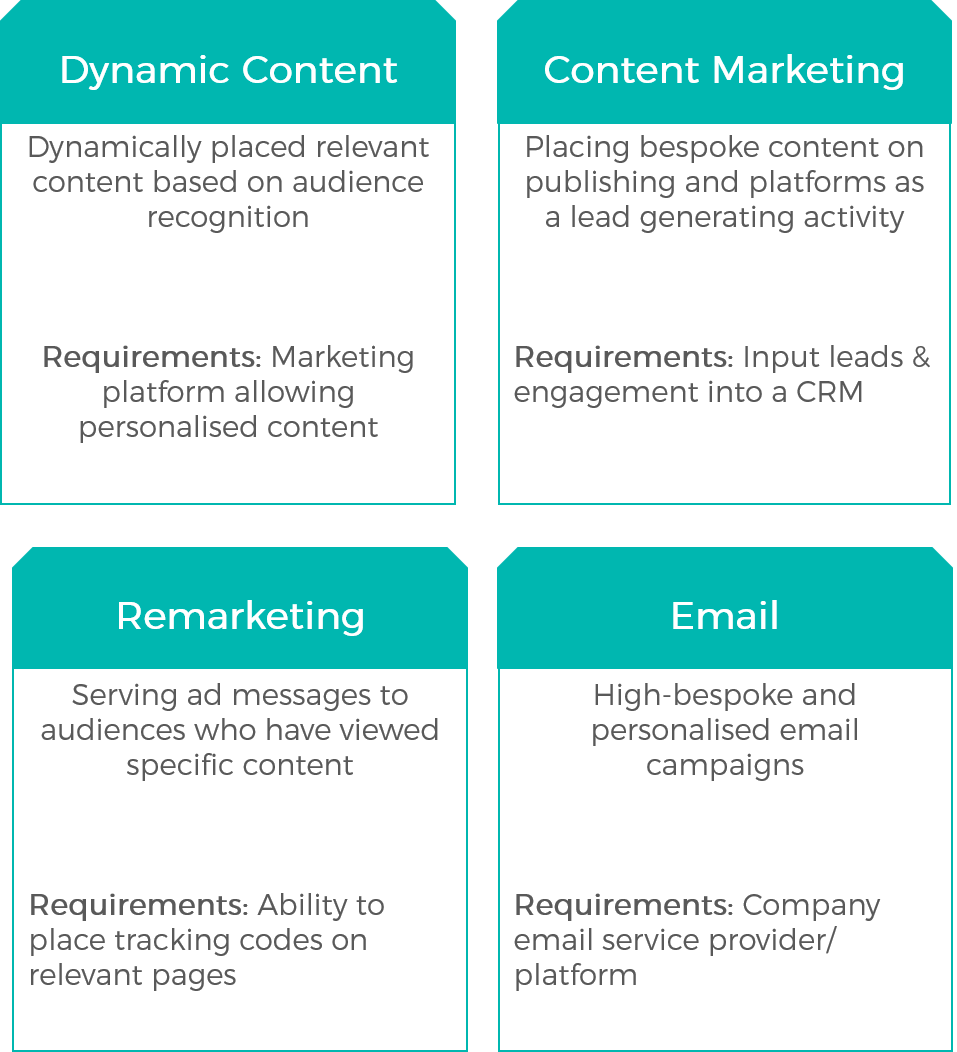 Dynamic Content
Dynamically placed relevant
content based on audience
recognition
Requirements: Marketing
platform allowing
personalised content
Content Marketing
Placing bespoke content on
publishing and platforms as
a lead generating activity
Requirements: Input leads &
engagement into a CRM
Remarketing
Serving ad messages to
audiences who have viewed
specific content
Requirements: Ability to
place tracking codes on
relevant pages
Email
High-bespoke and
personalised email
campaigns
Requirements: Company
email service provider/
platform